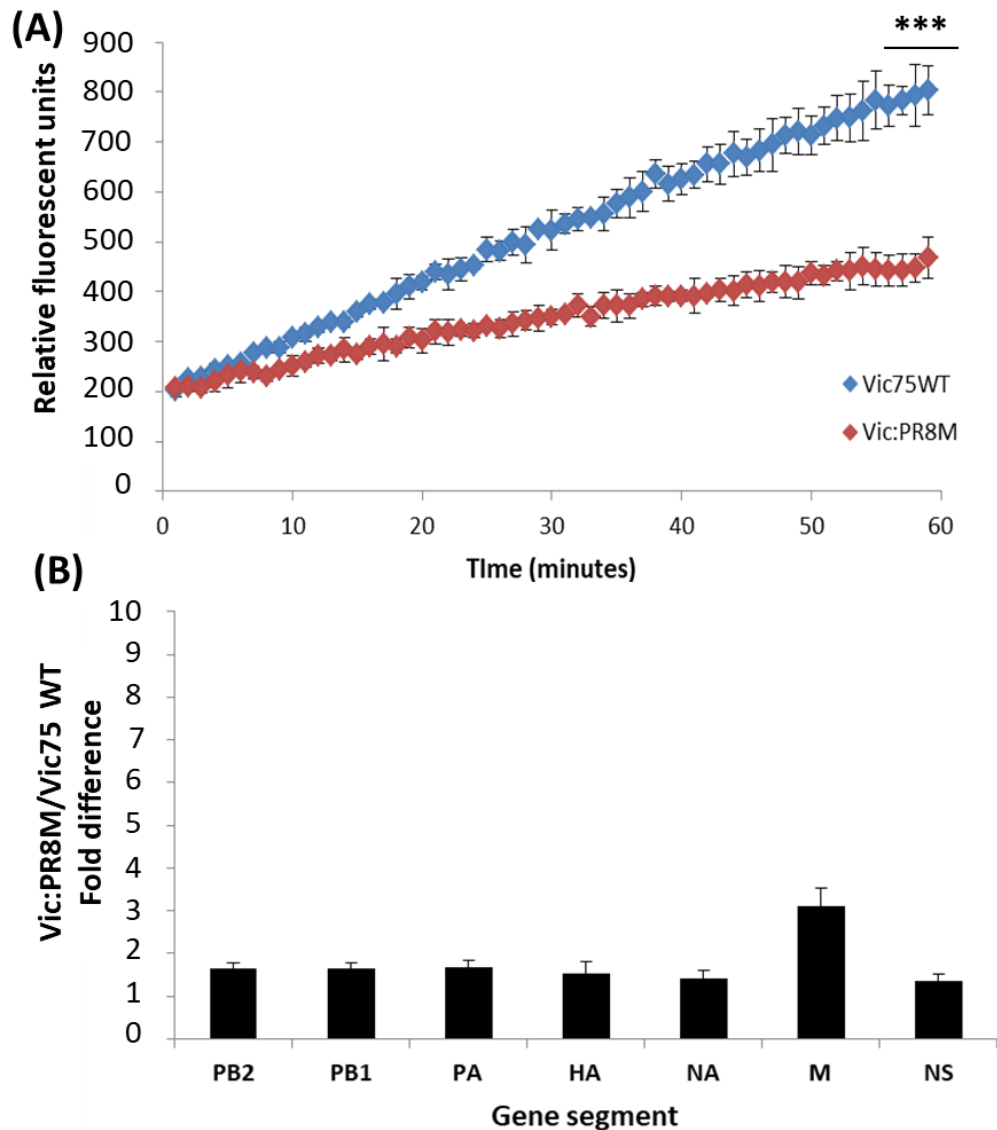 (A)
***
900
800
700
600
500
400
300
200
100
0
Relative fluorescent units
Vic75WT
Vic:PR8M
0 10 20 30 40 50 60
TIme (minutes)
(B)
10
9
8
7
6
5
4
3
2
1
0
Vic:PR8M/Vic75 WT
Fold difference
PB2 PB1 PA HA NA M NS
Gene segment